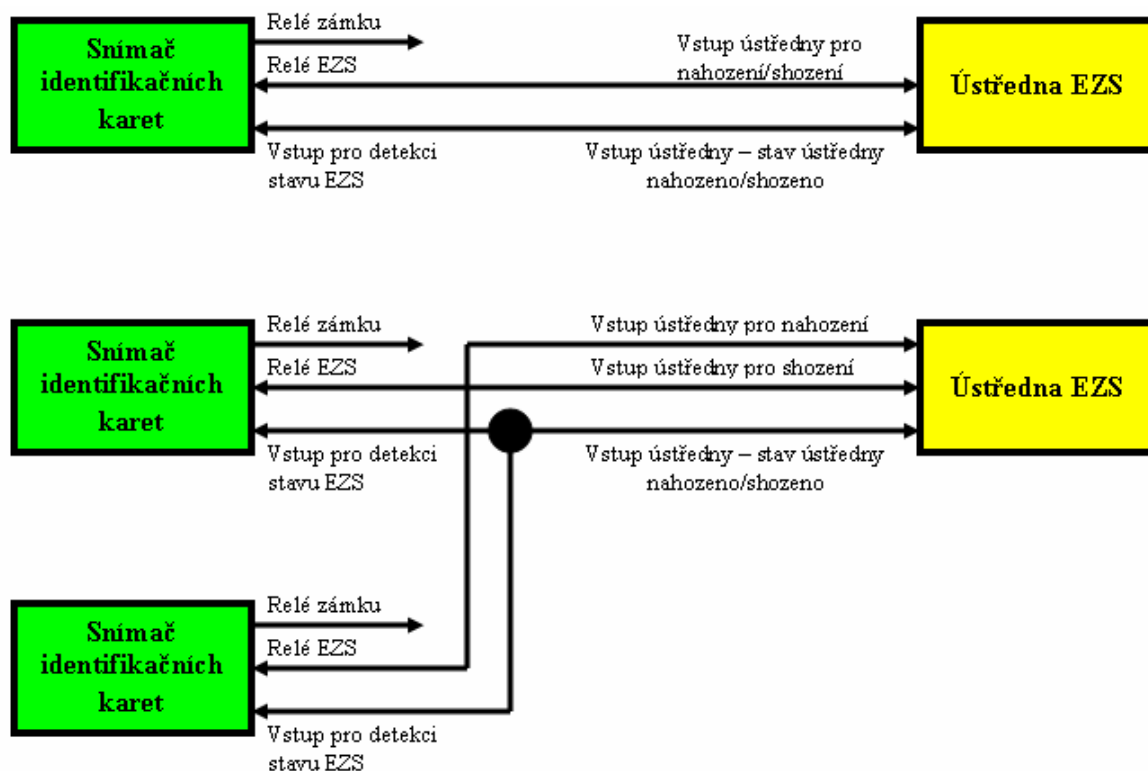 Snímač
identifikačních
karet
Relé zámku
Relé EZS
Vstup pro detekci
stavu EZS
Vstup ústředny pro
nahození/shození
Vstup ústředny – stav ústředny
nahozeno/shozeno
Ústředna EZS
Snímač
identifikačních
karet
Relé zámku
Relé EZS
Vstup pro detekci
stavu EZS
Vstup ústředny pro nahození
Vstup ústředny pro shození
Vstup ústředny – stav ústředny
nahozeno/shozeno
Ústředna EZS
Snímač
identifikačních
karet
Relé zámku
Relé EZS
Vstup pro detekci
stavu EZS